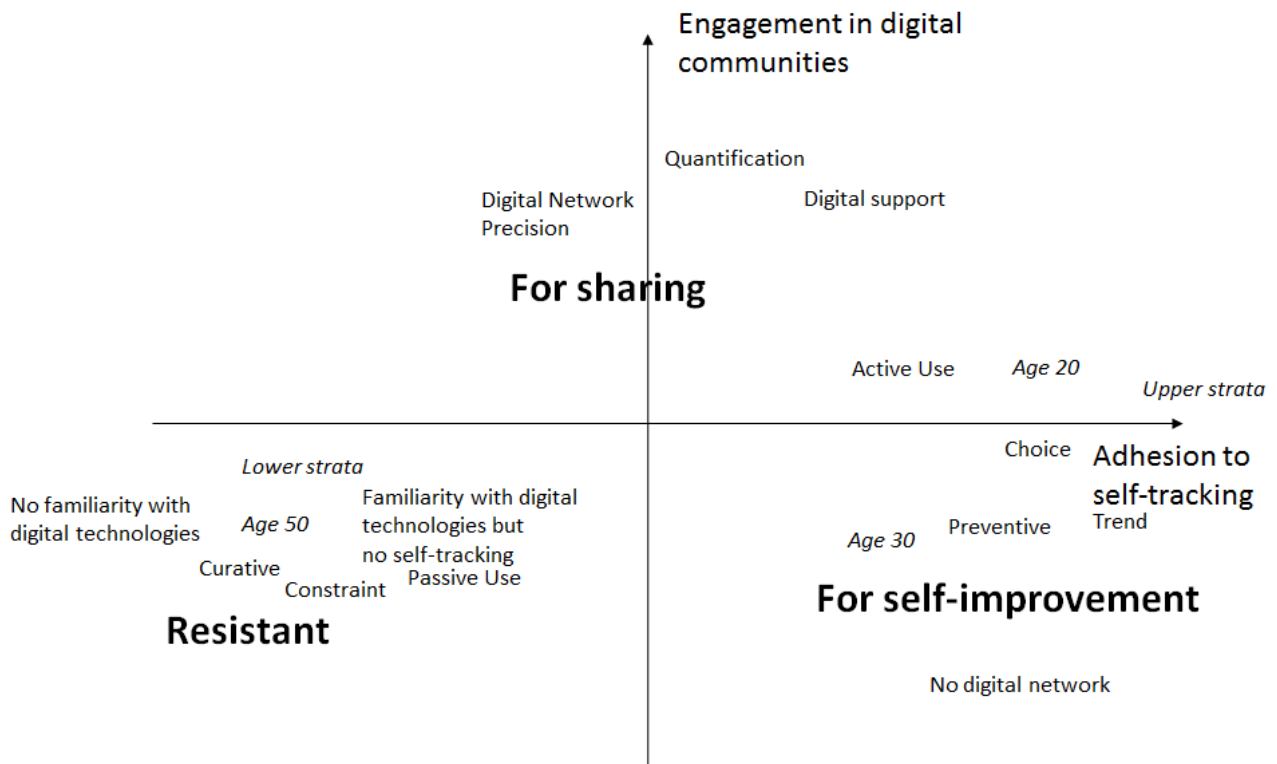 Engagement in digital
communities
Quantification
Digital Network
Precision
Digital support
For sharing
Active Use
Age 20
Upper strata
Choice
Adhesion to
self-tracking
Trend
Preventive
Age 30
For self-improvement
No digital network
Lower strata
No familiarity with
digital technologies
Age 50
Familiarity with digital
technologies but
no self-tracking
Curative
Constraint
Passive Use
Resistant